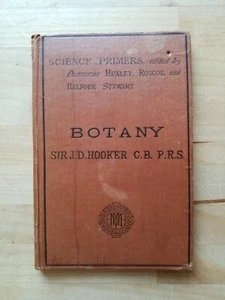 SCIENCE PRIMERS, edited by
Professors HUXLEY, ROSCOE, and
BALFOUR STEWART
BOTANY
SIR J.D. HOOKER C.B. P.R.S.